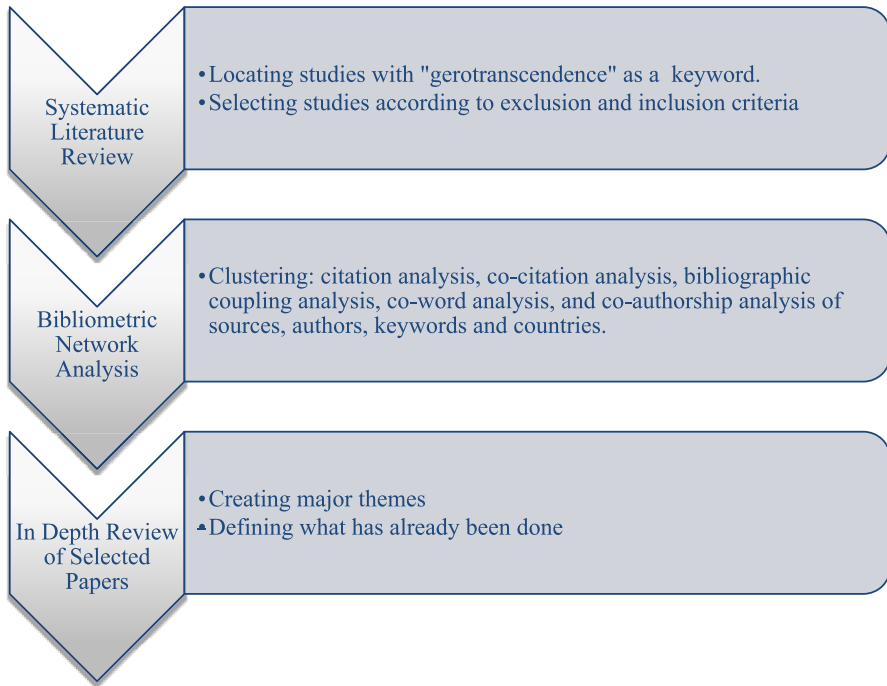 Systematic
Literature
Review
•Locating studies with "gerotranscendence" as a keyword.
•Selecting studies according to exclusion and inclusion criteria
Bibliometric
Network
Analysis
•Clustering: citation analysis, co-citation analysis, bibliographic
coupling analysis, co-word analysis, and co-authorship analysis of
sources, authors, keywords and countries.
In Depth Review
of Selected
Papers
•Creating major themes
•Defining what has already been done